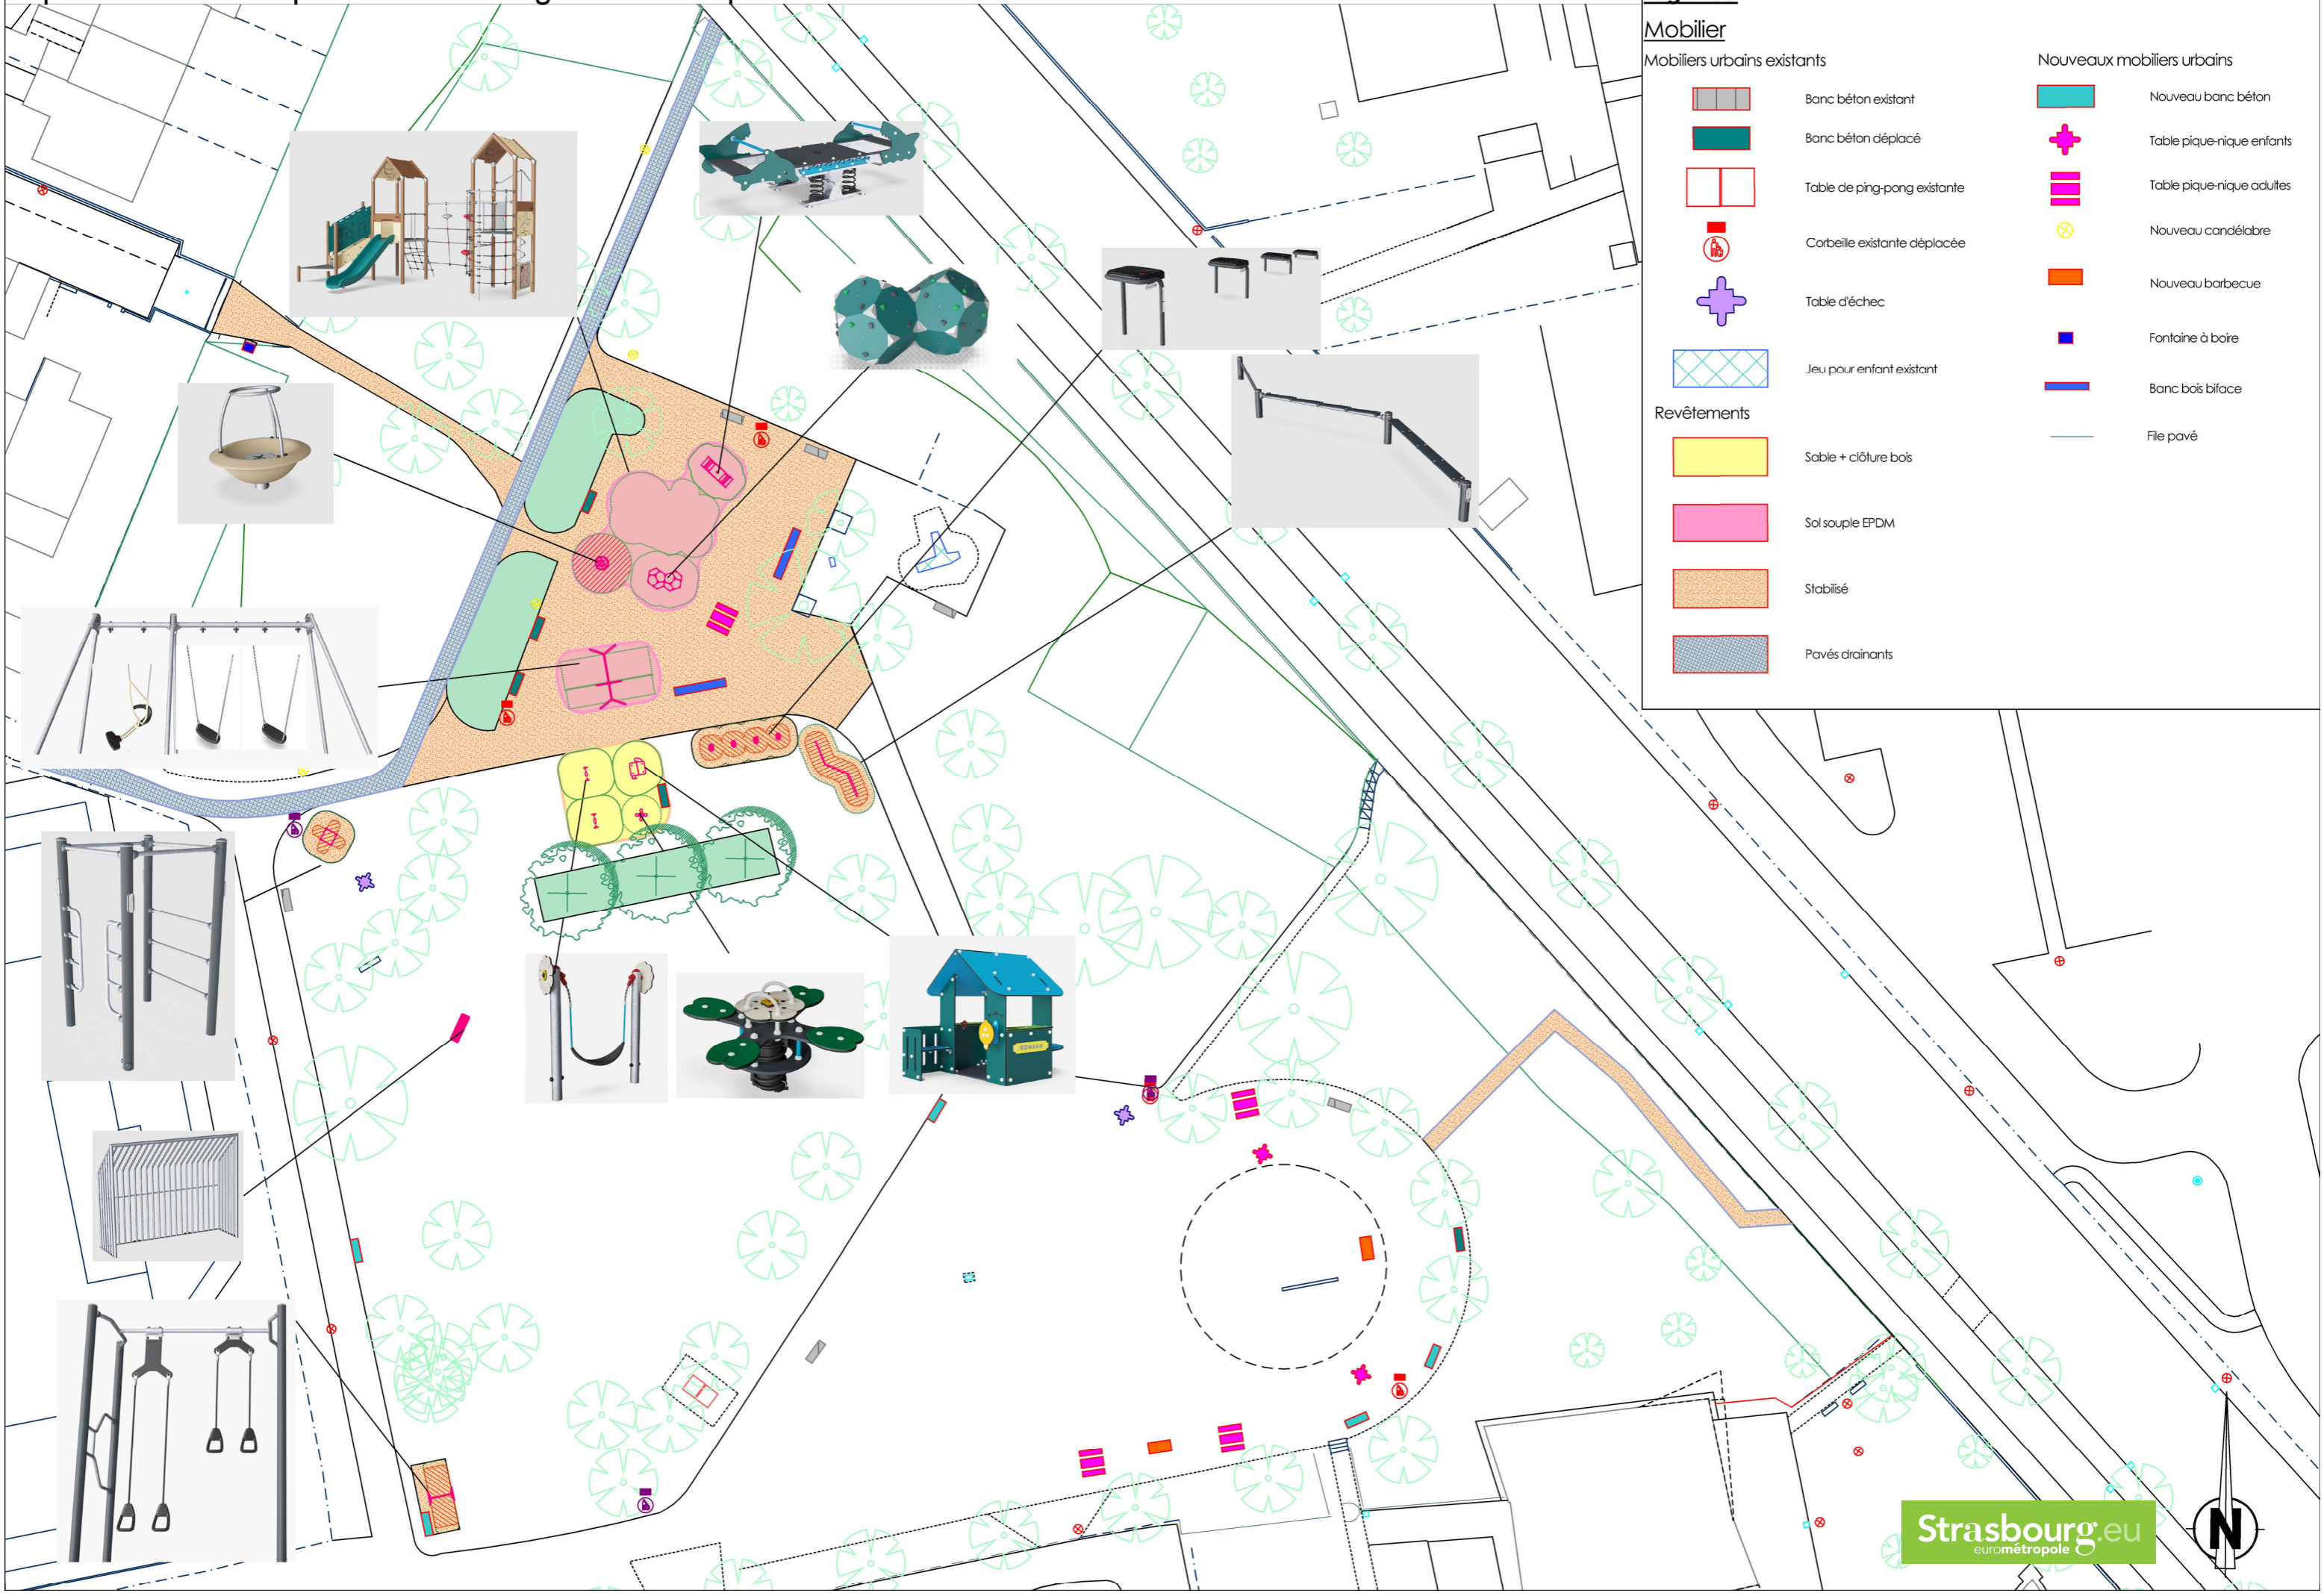 Mobilier
Mobiliers urbains existants
Banc béton existant
Banc béton déplacé
Table de ping-pong existante
Corbeille existante déplacée
Table d'échec
Jeu pour enfant existant
Revêtements
Sable + clôture bois
Sol souple EPDM
Stabilisé
Pavés drainants
Nouveaux mobiliers urbains
Nouveau banc béton
Table pique-nique enfants
Table pique-nique adultes
Nouveau candélabre
Nouveau barbecue
Fontaine à boire
Banc bois biface
File pavé
Strasbourg.eu
eurométropole
N